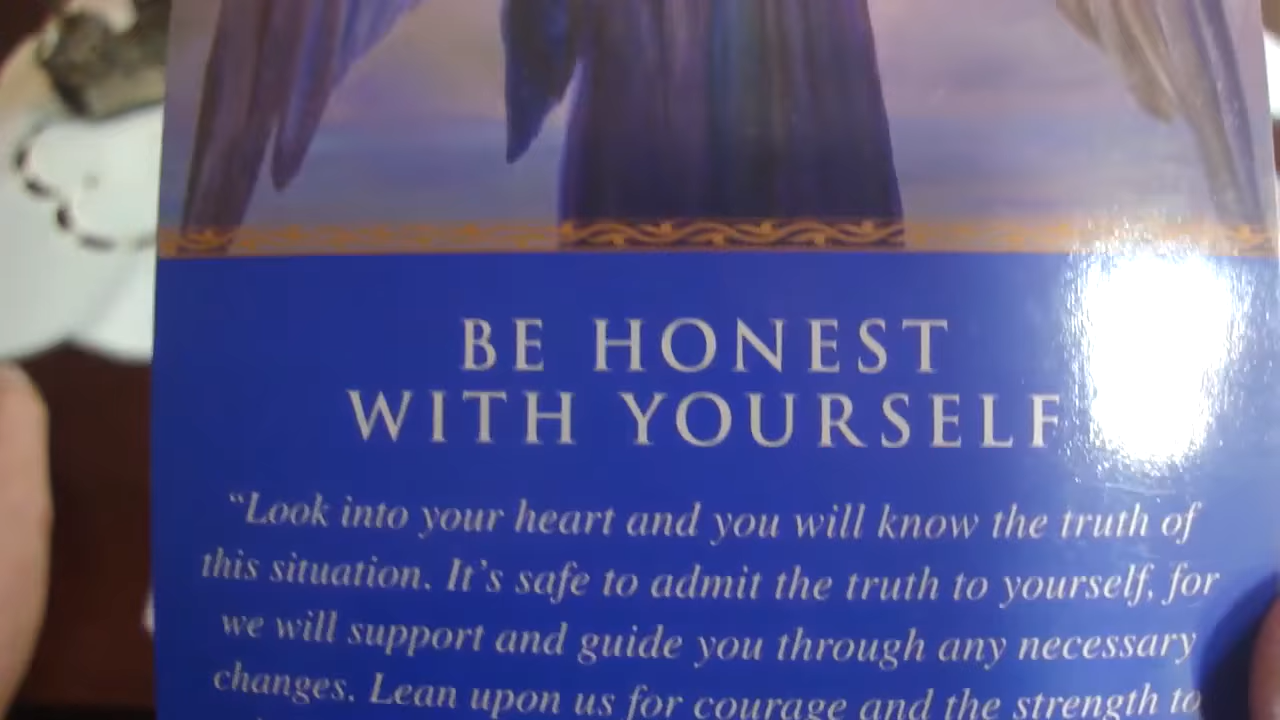 BE HONEST
WITH YOURSELF
“Look into your heart and you will know the truth of
this situation. It’s safe to admit the truth to yourself, for
we will support and guide you through any necessary
changes. Lean upon us for courage and the strength to